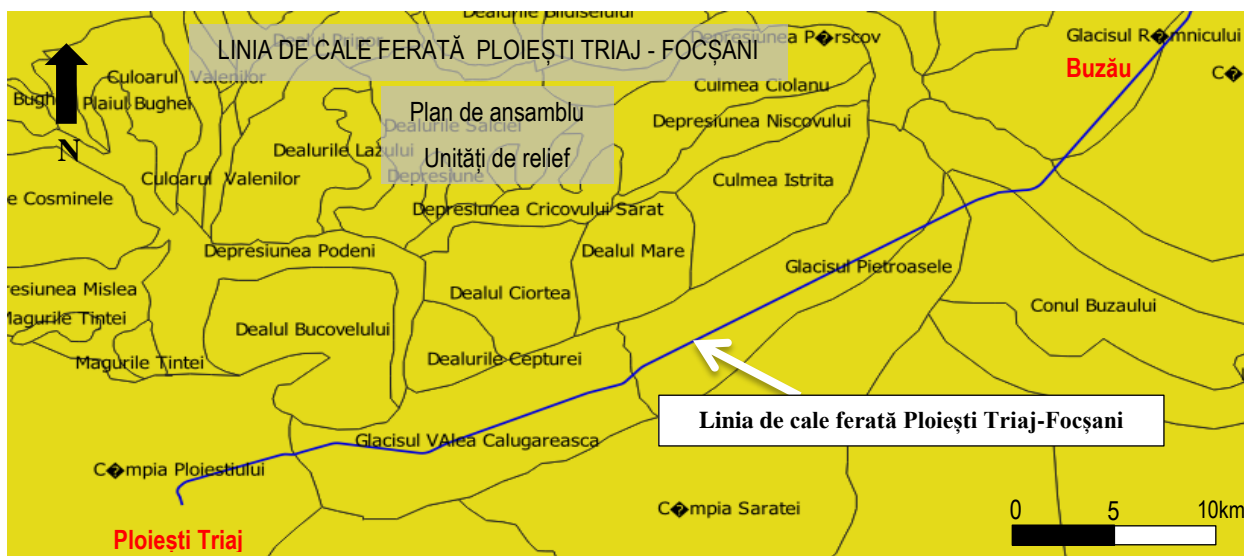 Dealurile Bilduselului
LINIA DE CALE FERATĂ PLOIEȘTI TRIAJ - FOCȘANI
Depresiunea P�rscov
Glacisul R�mnicului
Buzău
C�
Culoarul Valenilor
Culmea Ciolanu
Bugh
Plaiul Bughei
Plan de ansamblu
Dealurile Salciei
Depresiunea Niscovului
N
Dealurile Lazului
Unități de relief
Depresiune
Culoarul Valenilor
Culmea Istrita
e Cosminele
Depresiunea Cricovului Sarat
Depresiunea Podeni
Dealul Mare
Glacisul Pietroasele
resiunea Mislea
Dealul Ciortea
Conul Buzaului
Magurile Tintei
Dealul Bucovelului
Magurile Tintei
Dealurile Cepturei
Linia de cale ferată Ploiești Triaj-Focșani
Glacisul VAlea Calugareasca
C�mpia Ploiestiului
C�mpia Saratei
0 5 10km
Ploiești Triaj